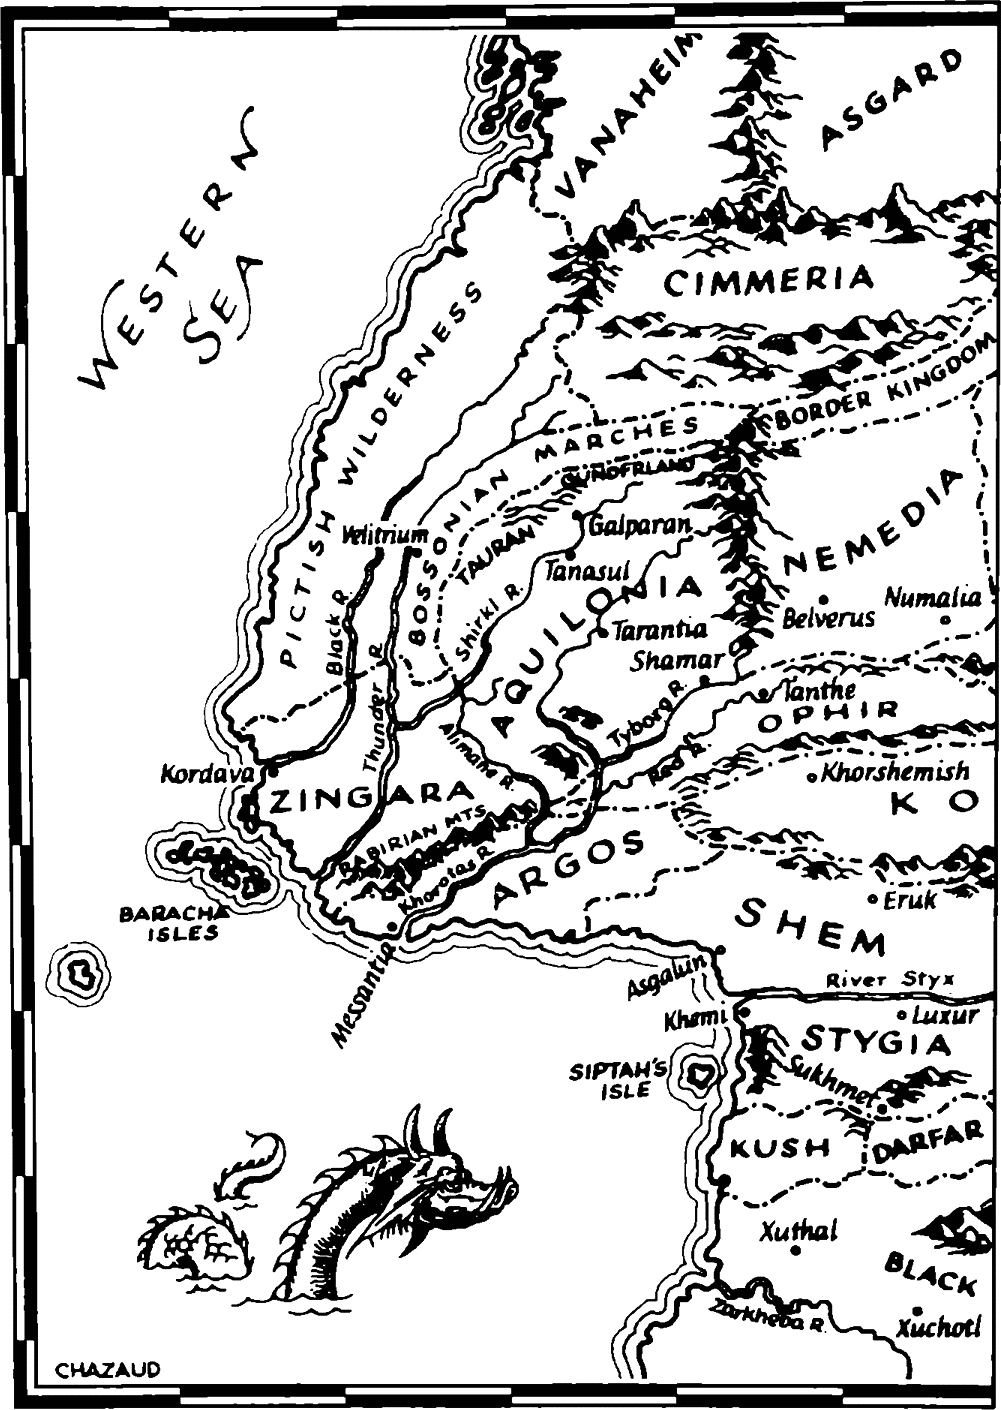 VANAHEIM
ASGARD
WESTERN
SEA
CIMMERIA
PICTISH WILDERNESS
BORDER KINGDOM
BOSSONIAN MARCHES
GUNDERLAND
NEMEDIA
Velitrium
Galparan
TAURAN
Tanasul
AQUILONIA
Numalia
Belverus
Black R.
Shirki R.
Tarantia
Shamar
Thunder R.
Tyborg R.
Tanthe
OPHIR
Alimane R.
Red R.
Kordava
Khorshemish
ZINGARA
KO
RABIRIAN MTS.
ARGOS
Khorotas R.
Eruk
BARACHA
ISLES
SHEM
Messantia
Asgalun
River Styx
Khemi
Luxur
STYGIA
SIPTAH'S
ISLE
Sukhmet
KUSH
DARFAR
Xuthal
BLACK
Zarkheba R.
Xuchotl
CHAZAUD